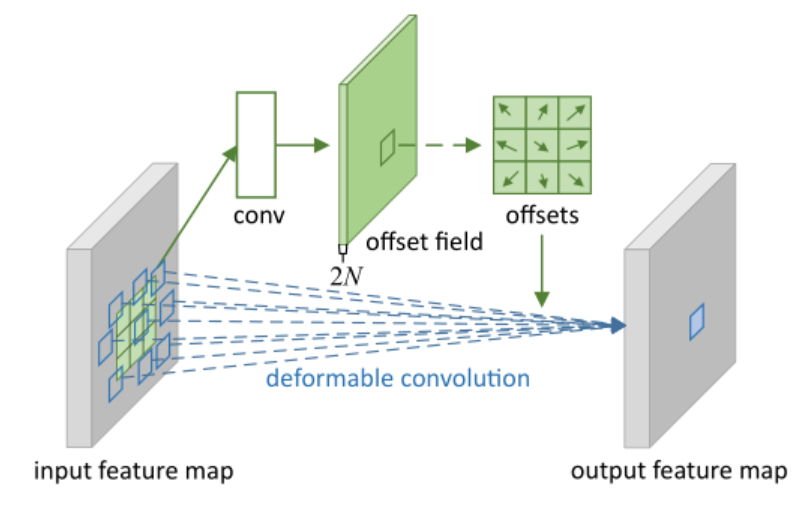 conv
offsets
offset field
2N
deformable convolution
input feature map
output feature map